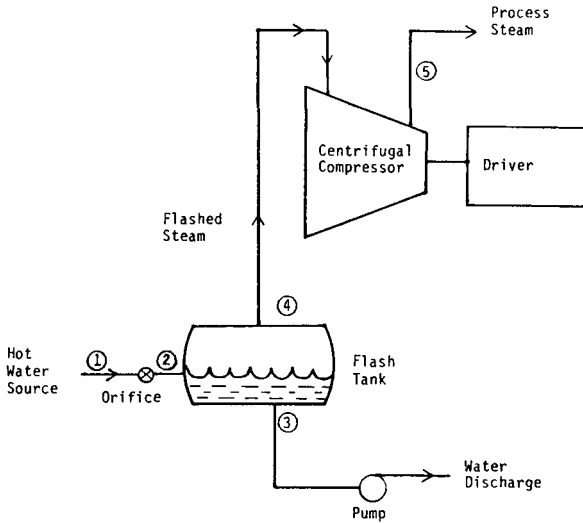 Process
Steam
⑤
Centrifugal
Compressor
Driver
Flashed
Steam
④
Hot
Water
Source
①
②
Orifice
Flash
Tank
③
Water
Discharge
Pump